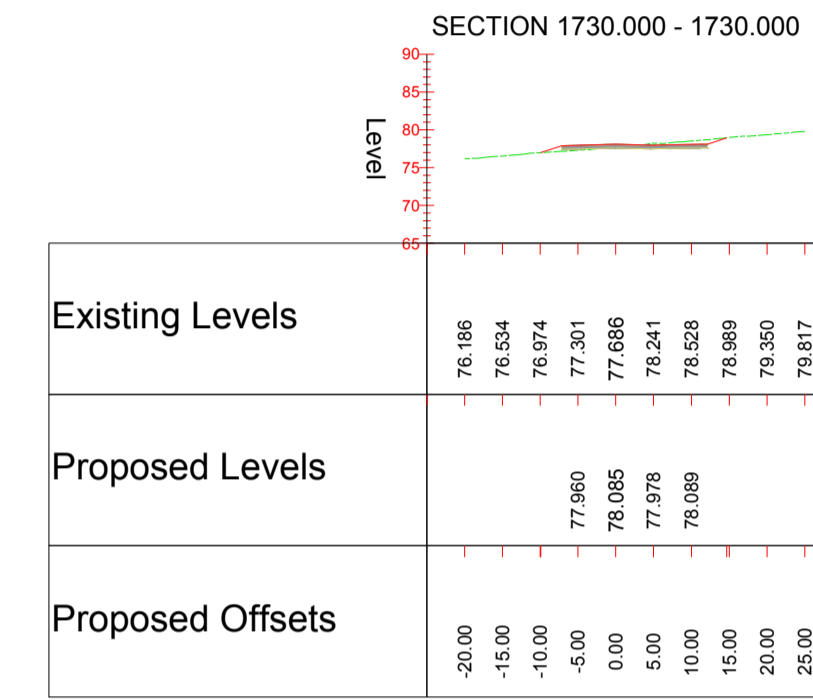 SECTION 1730.000 - 1730.000
90
85
80
75
70
65
Level
Existing Levels
76.186 76.534 76.974 77.301 77.686 78.241 78.528 78.989 79.350 79.817
Proposed Levels
77.960 78.085 77.978 78.089
Proposed Offsets
-20.00 -15.00 -10.00 -5.00 0.00 5.00 10.00 15.00 20.00 25.00